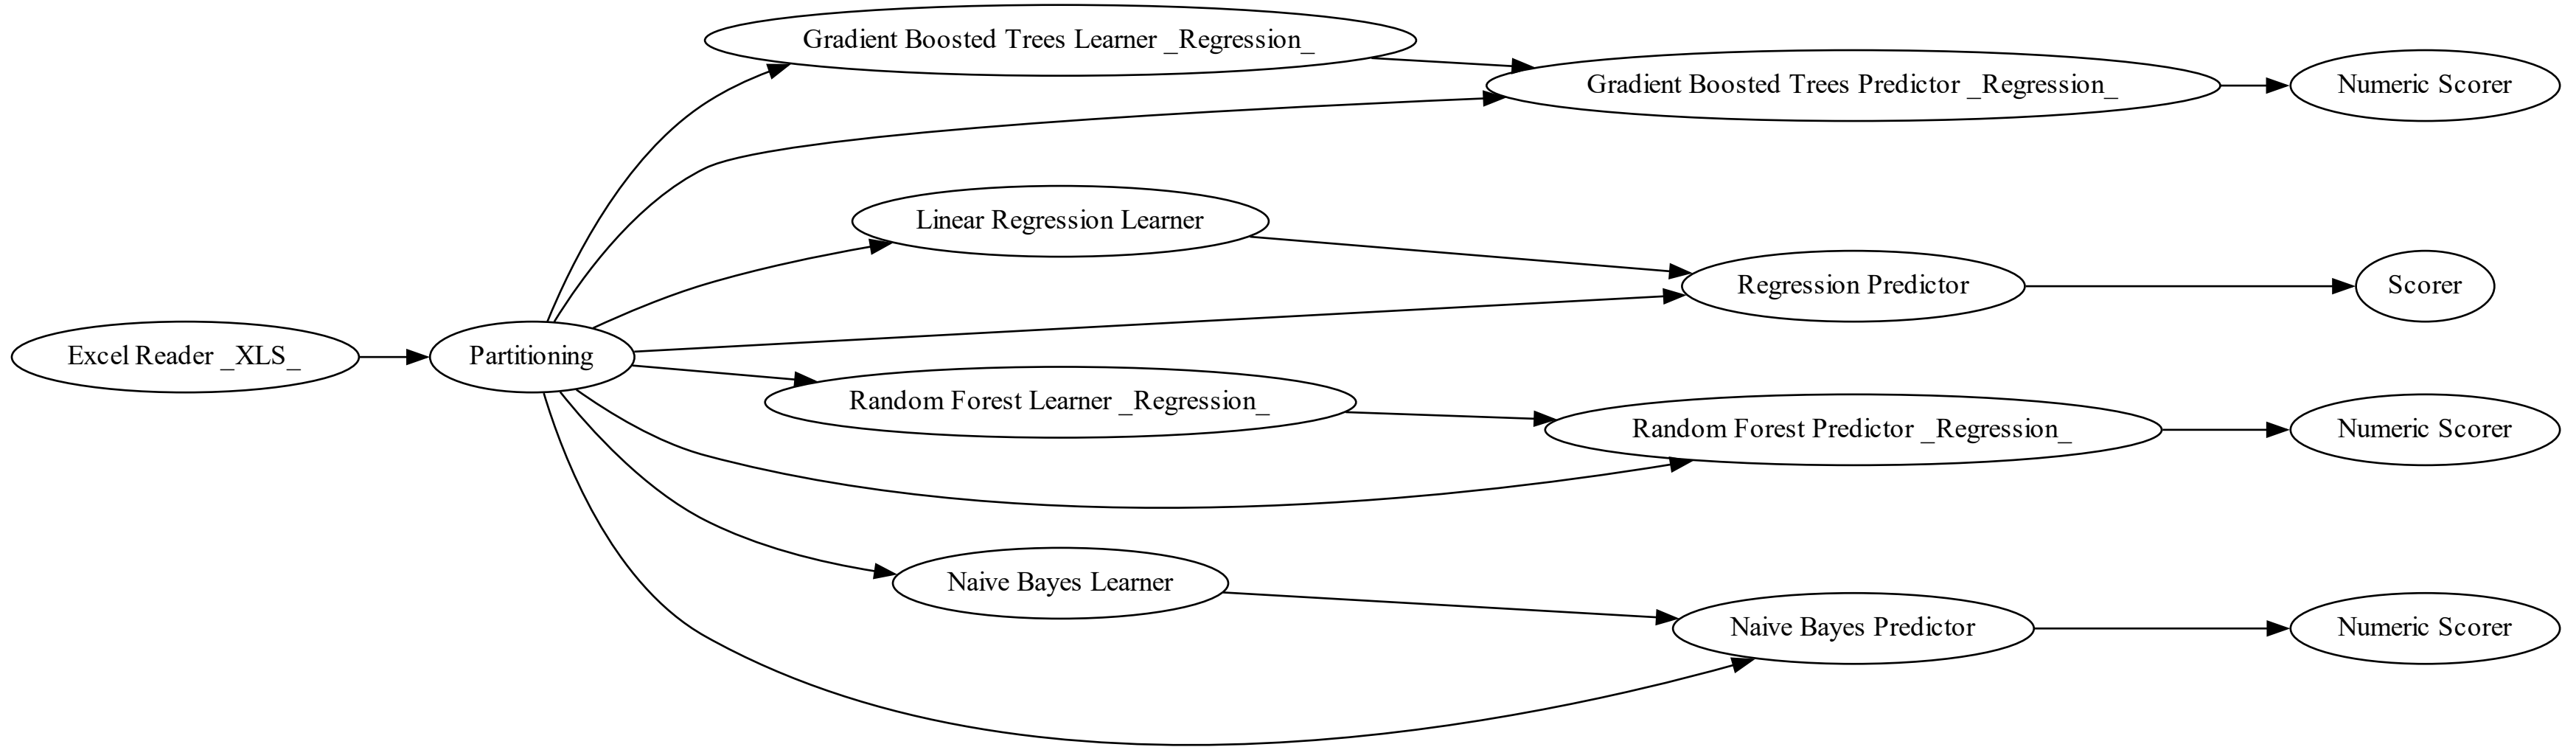 Gradient Boosted Trees Learner _Regression_
Gradient Boosted Trees Predictor _Regression_
Numeric Scorer
Linear Regression Learner
Regression Predictor
Scorer
Excel Reader _XLS_
Partitioning
Random Forest Learner _Regression_
Random Forest Predictor _Regression_
Numeric Scorer
Naive Bayes Learner
Naive Bayes Predictor
Numeric Scorer